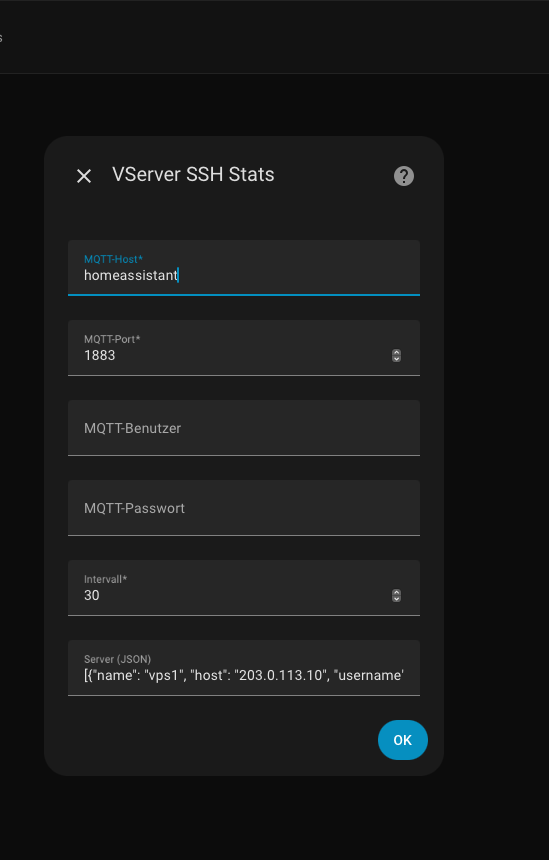 s
VServer SSH Stats
MQTT-Host*
homeassistant
MQTT-Port*
1883
MQTT-Benutzer
MQTT-Passwort
Intervall*
30
Server (JSON)
[{"name": "vps1", "host": "203.0.113.10", "username'
OK